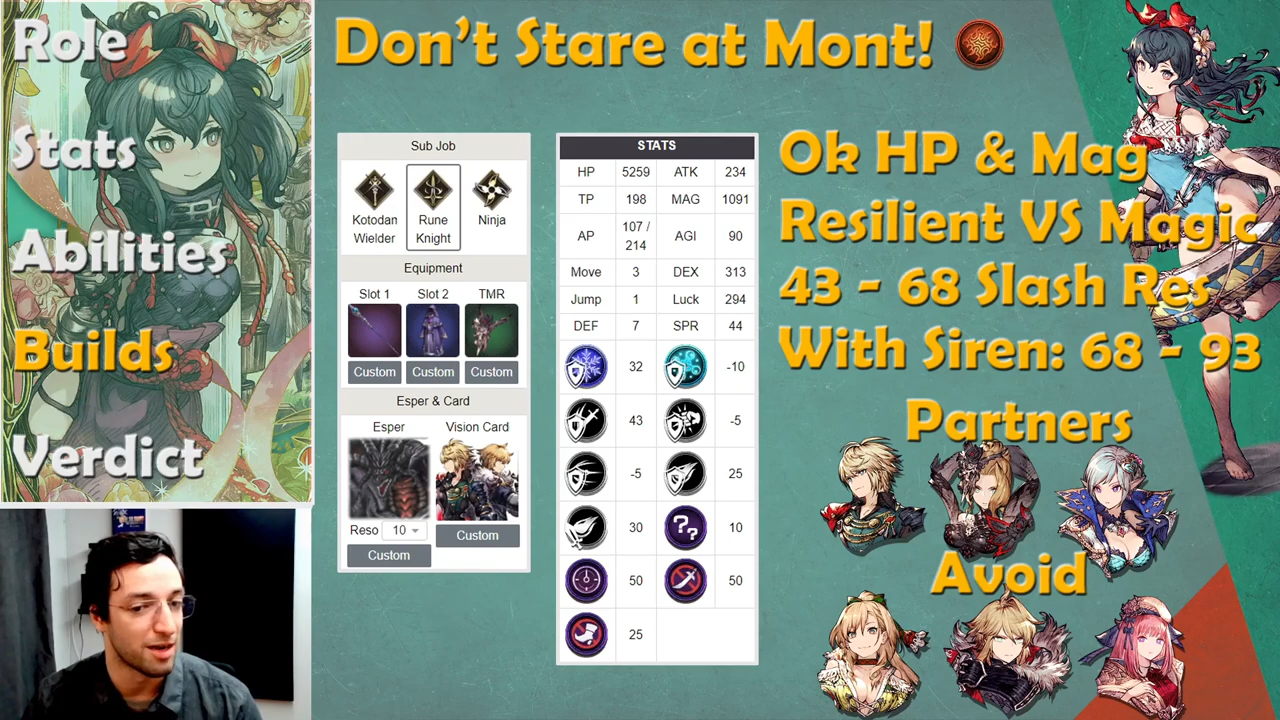 Role
Stats
Abilities
Builds
Verdict
Don't Stare at Mont!
Sub Job
Kotodan Wielder
Rune Knight
Ninja
Equipment
Slot 1 Slot 2 TMR
Custom Custom Custom
Esper & Card
Esper Vision Card
Reso 10
Custom
Custom
STATS
HP 5259 ATK 234
TP 198 MAG 1091
AP 107 / 214 AGI 90
Move 3 DEX 313
Jump 1 Luck 294
DEF 7 SPR 44
32 -10
43 -5
-5 25
30 ?? 10
50 50
25
Ok HP & Mag
Resilient VS Magic
43 - 68 Slash Res
With Siren: 68 - 93
Partners
Avoid